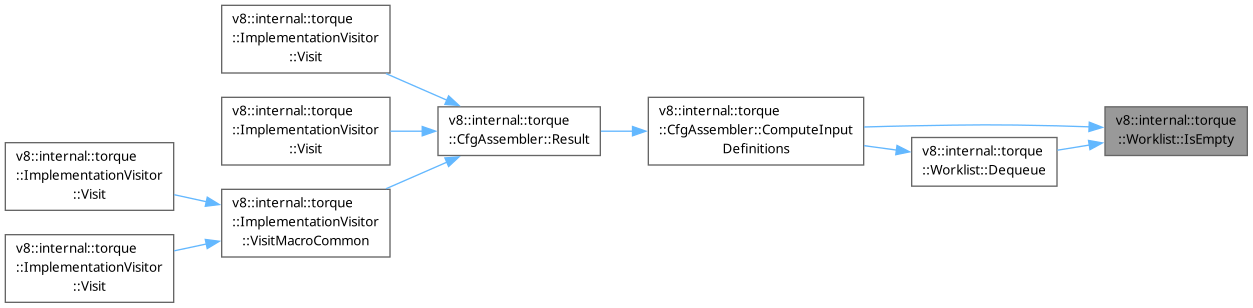 v8::internal::torque
::ImplementationVisitor
::Visit
v8::internal::torque
::ImplementationVisitor
::Visit
v8::internal::torque
::ImplementationVisitor
::Visit
v8::internal::torque
::ImplementationVisitor
::VisitMacroCommon
v8::internal::torque
::ImplementationVisitor
::Visit
v8::internal::torque
::CfgAssembler::Result
v8::internal::torque
::CfgAssembler::ComputeInput
Definitions
v8::internal::torque
::Worklist::Dequeue
v8::internal::torque
::Worklist::IsEmpty